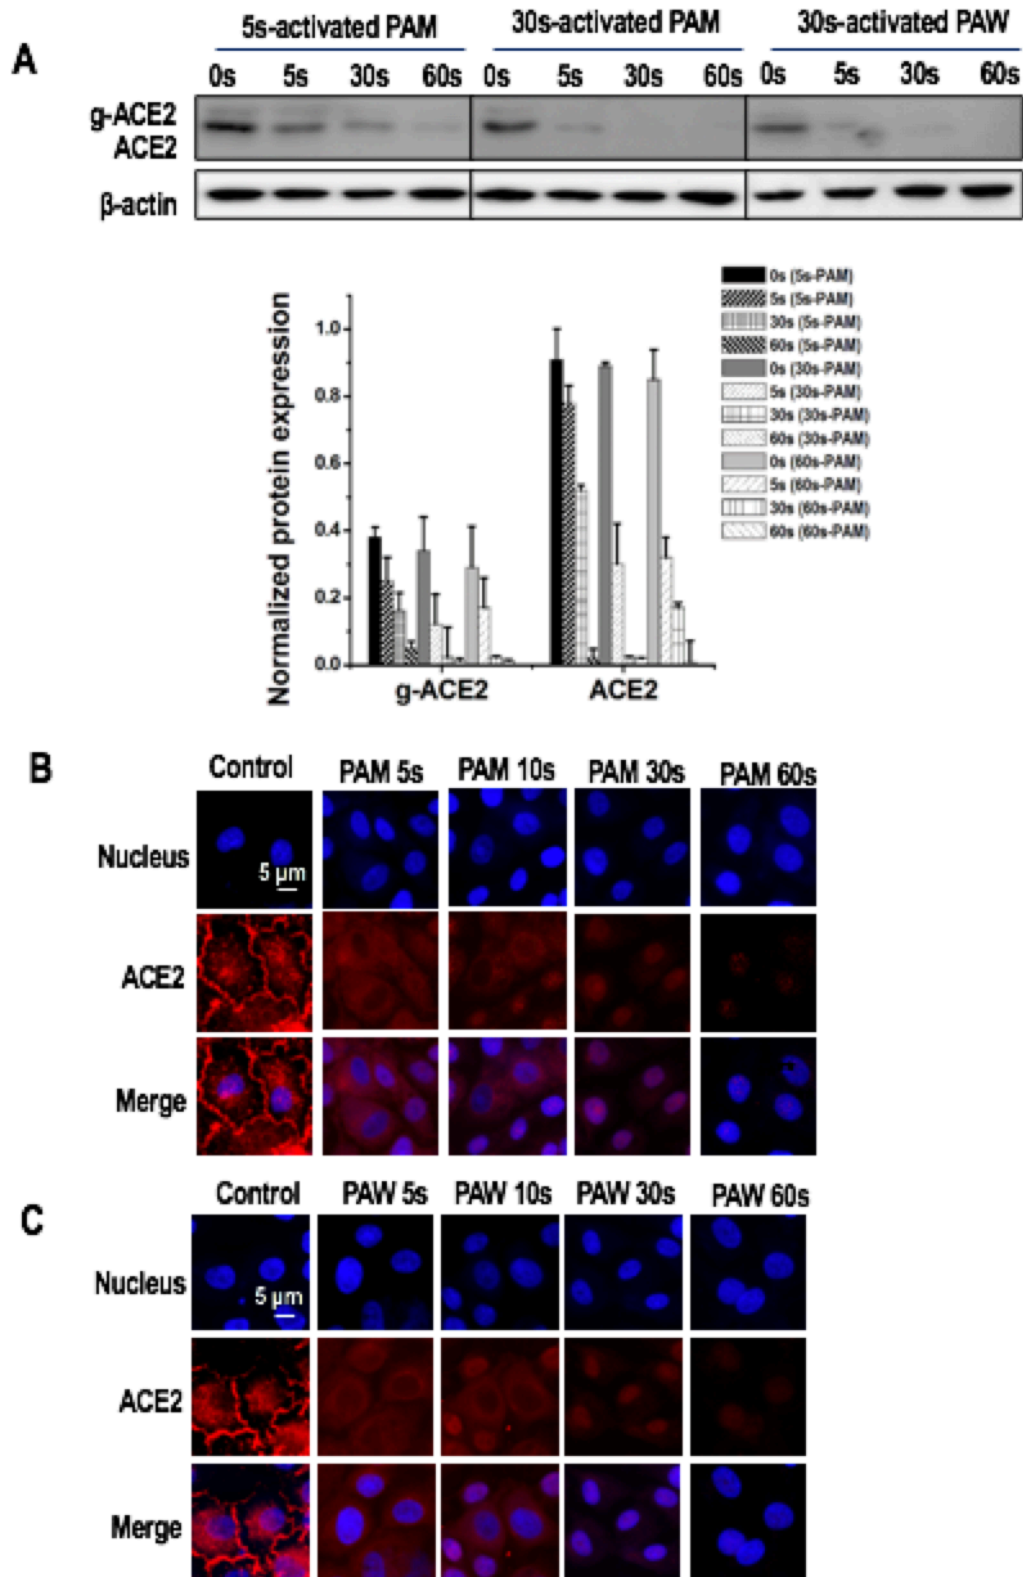 A
5s-activated PAM 30s-activated PAM 30s-activated PAW
0s 5s 30s 60s 0s 5s 30s 60s 0s 5s 30s 60s
g-ACE2
ACE2
β-actin
Normalized protein expression
1.0
0.8
0.6
0.4
0.2
0.0
g-ACE2 ACE2
0s (5s-PAM)
5s (5s-PAM)
30s (5s-PAM)
60s (5s-PAM)
0s (30s-PAM)
5s (30s-PAM)
30s (30s-PAM)
60s (30s-PAM)
0s (60s-PAM)
5s (60s-PAM)
30s (60s-PAM)
60s (60s-PAM)
B
Control PAM 5s PAM 10s PAM 30s PAM 60s
Nucleus
5 µm
ACE2
Merge
C
Control PAW 5s PAW 10s PAW 30s PAW 60s
Nucleus
5 µm
ACE2
Merge